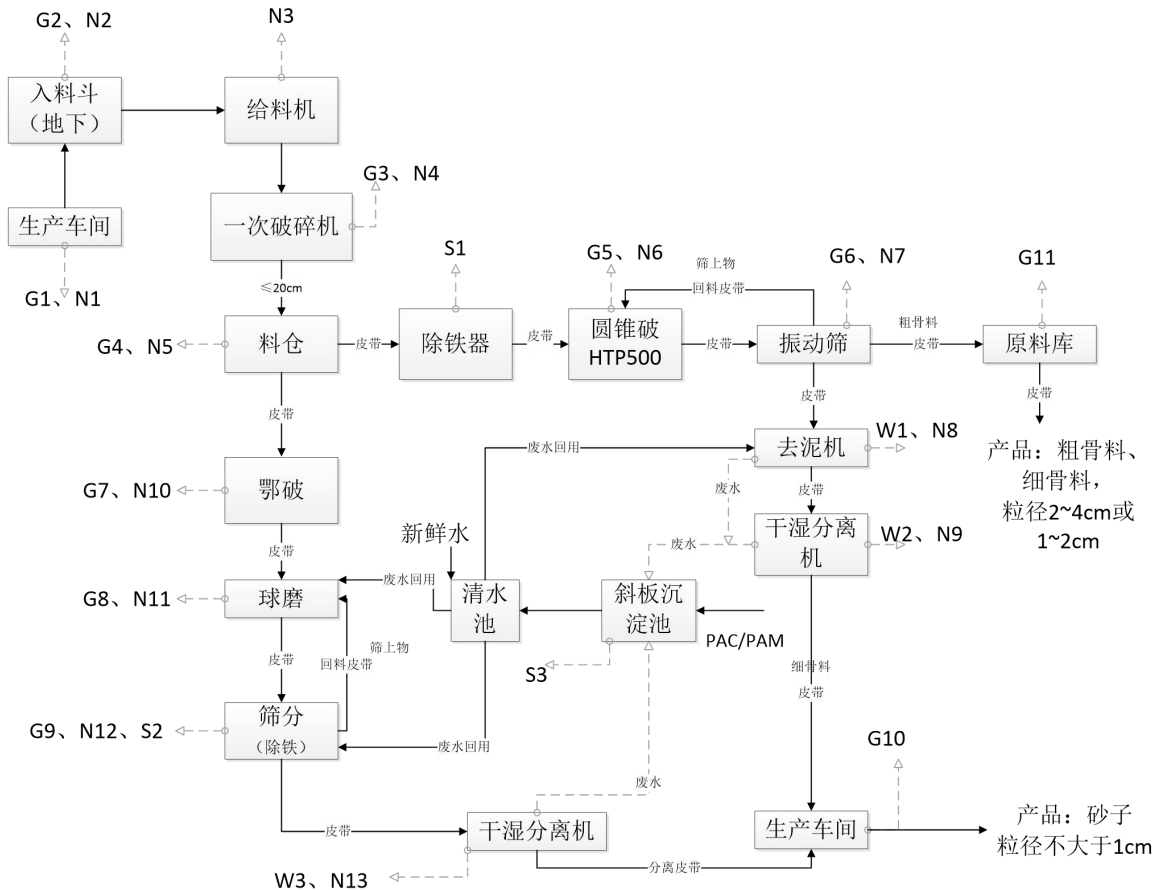 G2、N2
N3
入料斗
（地下）
给料机
G3、N4
生产车间
一次破碎机
G1、N1
≤20cm
S1
G5、N6
筛上物
回料皮带
G6、N7
G11
G4、N5
料仓
皮带
除铁器
皮带
圆锥破
HTP500
皮带
振动筛
粗骨料
皮带
原料库
皮带
皮带
皮带
产品：粗骨料、
细骨料，
粒径2~4cm或
1~2cm
废水回用
去泥机
W1、N8
G7、N10
鄂破
废水
皮带
新鲜水
废水
干湿分离
机
W2、N9
皮带
G8、N11
球磨
废水回用
清水
池
斜板沉
淀池
PAC/PAM
皮带
筛上物
回料皮带
S3
细骨料
皮带
G9、N12、S2
筛分
（除铁）
废水回用
废水
G10
皮带
干湿分离机
生产车间
产品：砂子
粒径不大于1cm
分离皮带
W3、N13